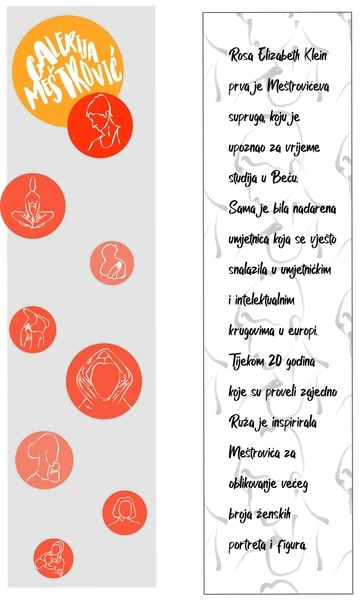 GALERIJA
MEŠTROVIĆ
Rosa Elizabeth Klein
prva je Meštrovićeva
supruga, koju je
upoznao za vrijeme
studija u Beču.
Sama je bila nadarena
umjetnica koja se vješto
snalazila u umjetničkim
i intelektualnim
krugovima u europi.
Tijekom 20 godina
koje su proveli zajedno
Ruža je inspirirala
Meštrovića za
oblikovanje većeg
broja ženskih
portreta i figura.